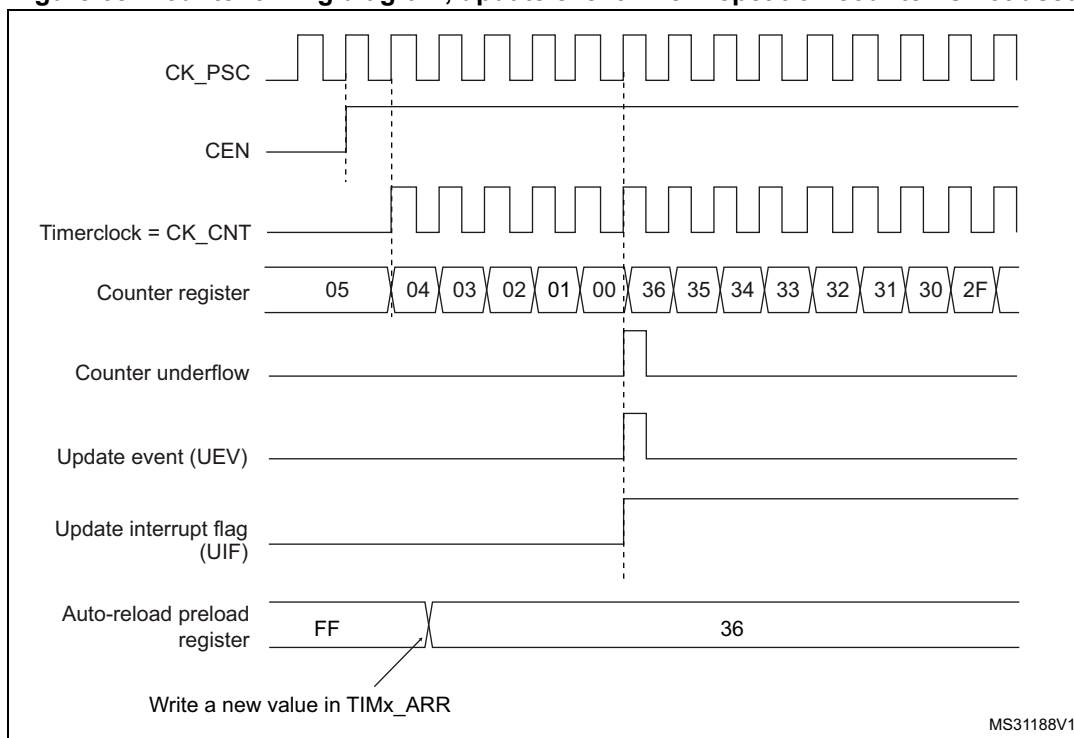 CK_PSC
CEN
Timerclock = CK_CNT
Counter register
05 04 03 02 01 00 36 35 34 33 32 31 30 2F
Counter underflow
Update event (UEV)
Update interrupt flag
(UIF)
Auto-reload preload
register
FF 36
Write a new value in TIMx_ARR
MS31188V1